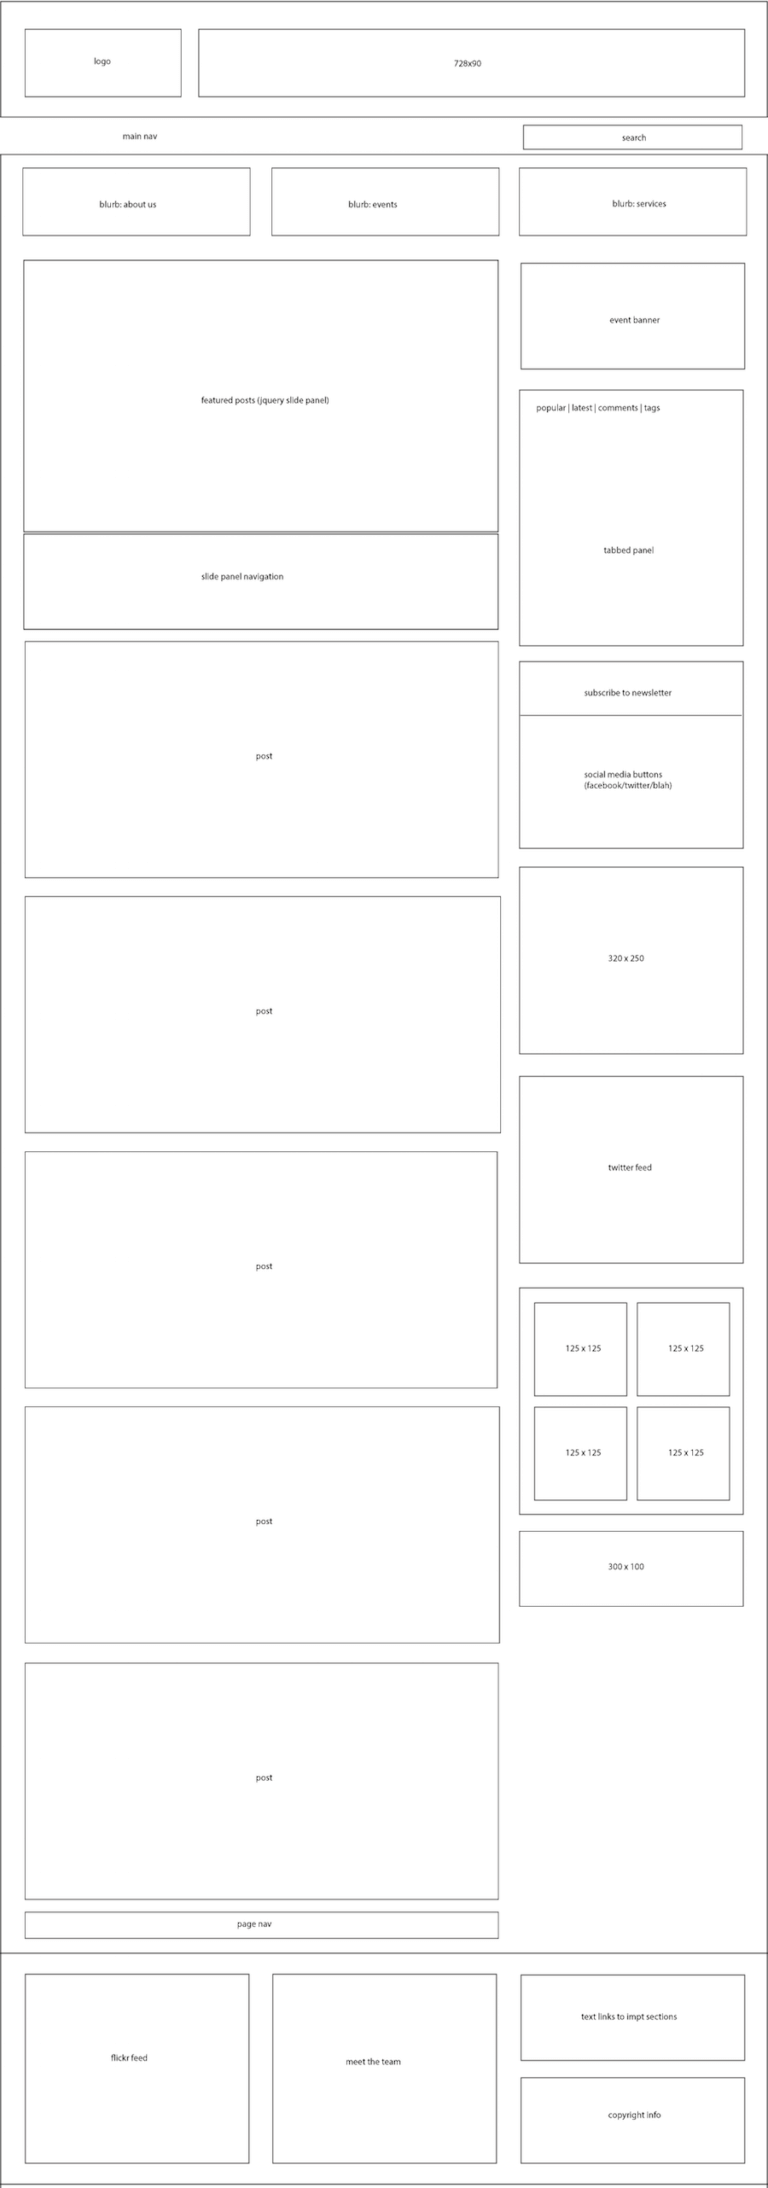 logo
728x90
main nav
search
blurb: about us
blurb: events
blurb: services
featured posts (jquery slide panel)
slide panel navigation
post
post
post
post
post
page nav
event banner
popular | latest | comments | tags
tabbed panel
subscribe to newsletter
social media buttons
(facebook/twitter/blah)
320 x 250
twitter feed
125 x 125
125 x 125
125 x 125
125 x 125
300 x 100
flickr feed
meet the team
text links to impt sections
copyright info